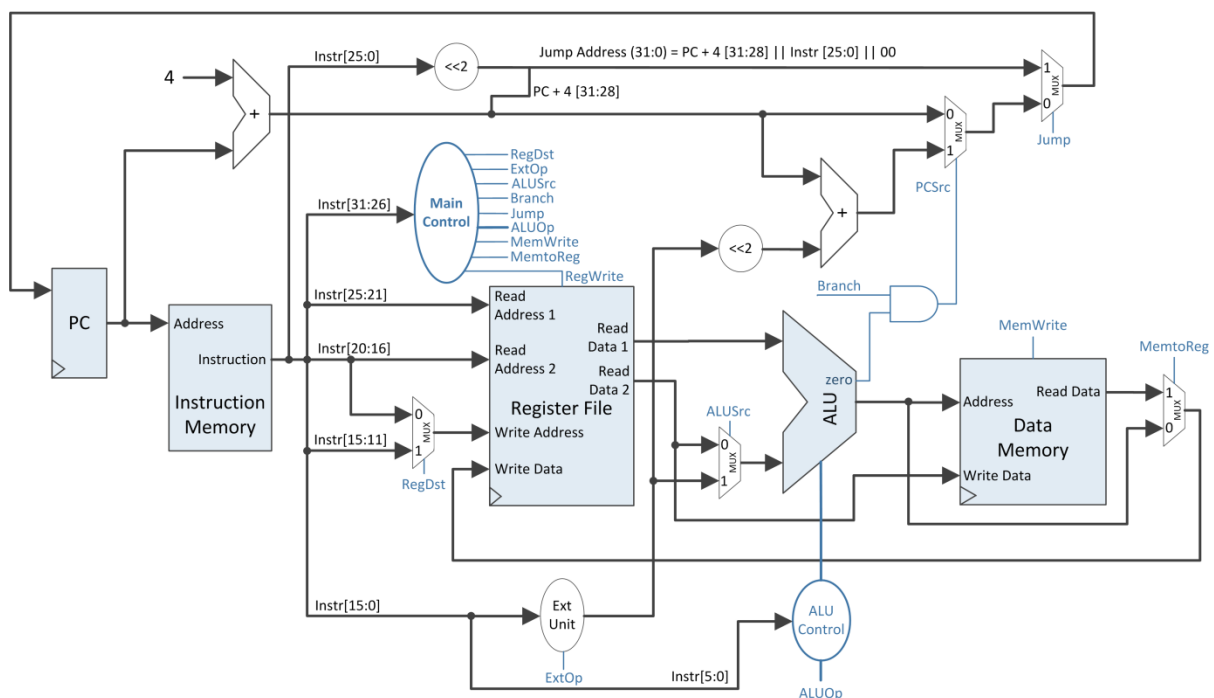 Instr[25:0]
<<2
Jump Address (31:0) = PC + 4 [31:28] || Instr [25:0] || 00
1
MUX
0
Jump
4
+
PC + 4 [31:28]
0
MUX
1
PCSrc
RegDst
ExtOp
ALUSrc
Branch
Jump
ALUOp
MemWrite
MemtoReg
RegWrite
Main
Control
Instr[31:26]
+
<<2
Branch
PC
Address
Instruction
Instruction
Memory
Instr[25:21]
Instr[20:16]
Instr[15:11]
0
MUX
1
RegDst
Read
Address 1
Read
Address 2
Read
Data 1
Read
Data 2
Register File
Write Address
Write Data
ALUSrc
0
MUX
1
zero
ALU
MemWrite
Address
Read Data
Data
Memory
Write Data
MemtoReg
1
MUX
0
Instr[15:0]
Ext
Unit
ExtOp
Instr[5:0]
ALU
Control
ALUOp